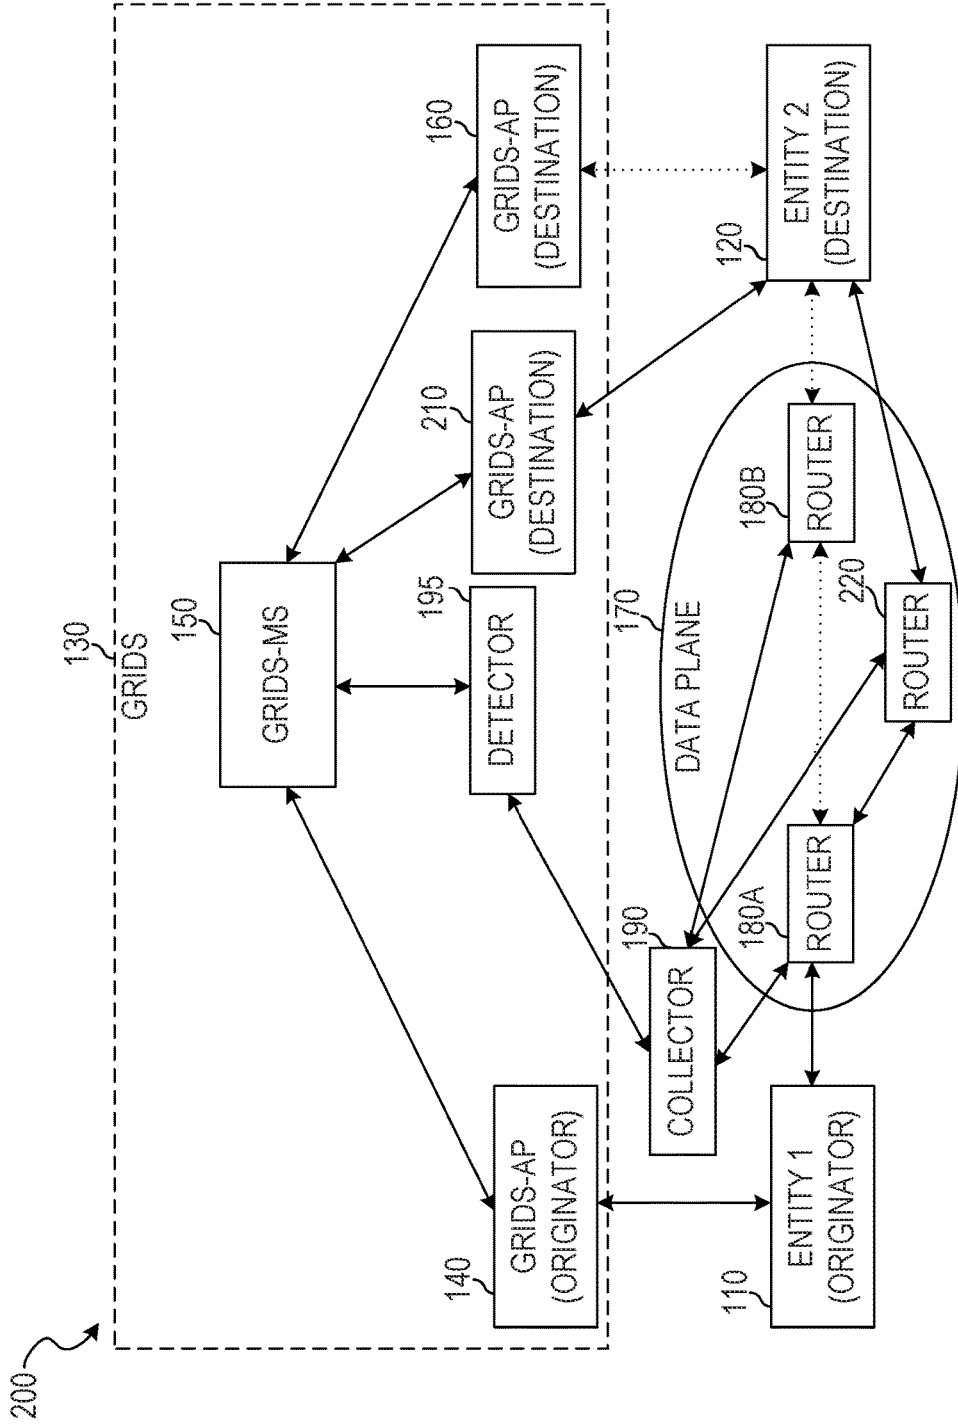 200
130
GRIDS
150
GRIDS-MS
195
DETECTOR
140
GRIDS-AP
(ORIGINATOR)
210
GRIDS-AP
(DESTINATION)
160
GRIDS-AP
(DESTINATION)
190
COLLECTOR
170
DATA PLANE
110
ENTITY 1
(ORIGINATOR)
180A
ROUTER
180B
ROUTER
220
ROUTER
120
ENTITY 2
(DESTINATION)